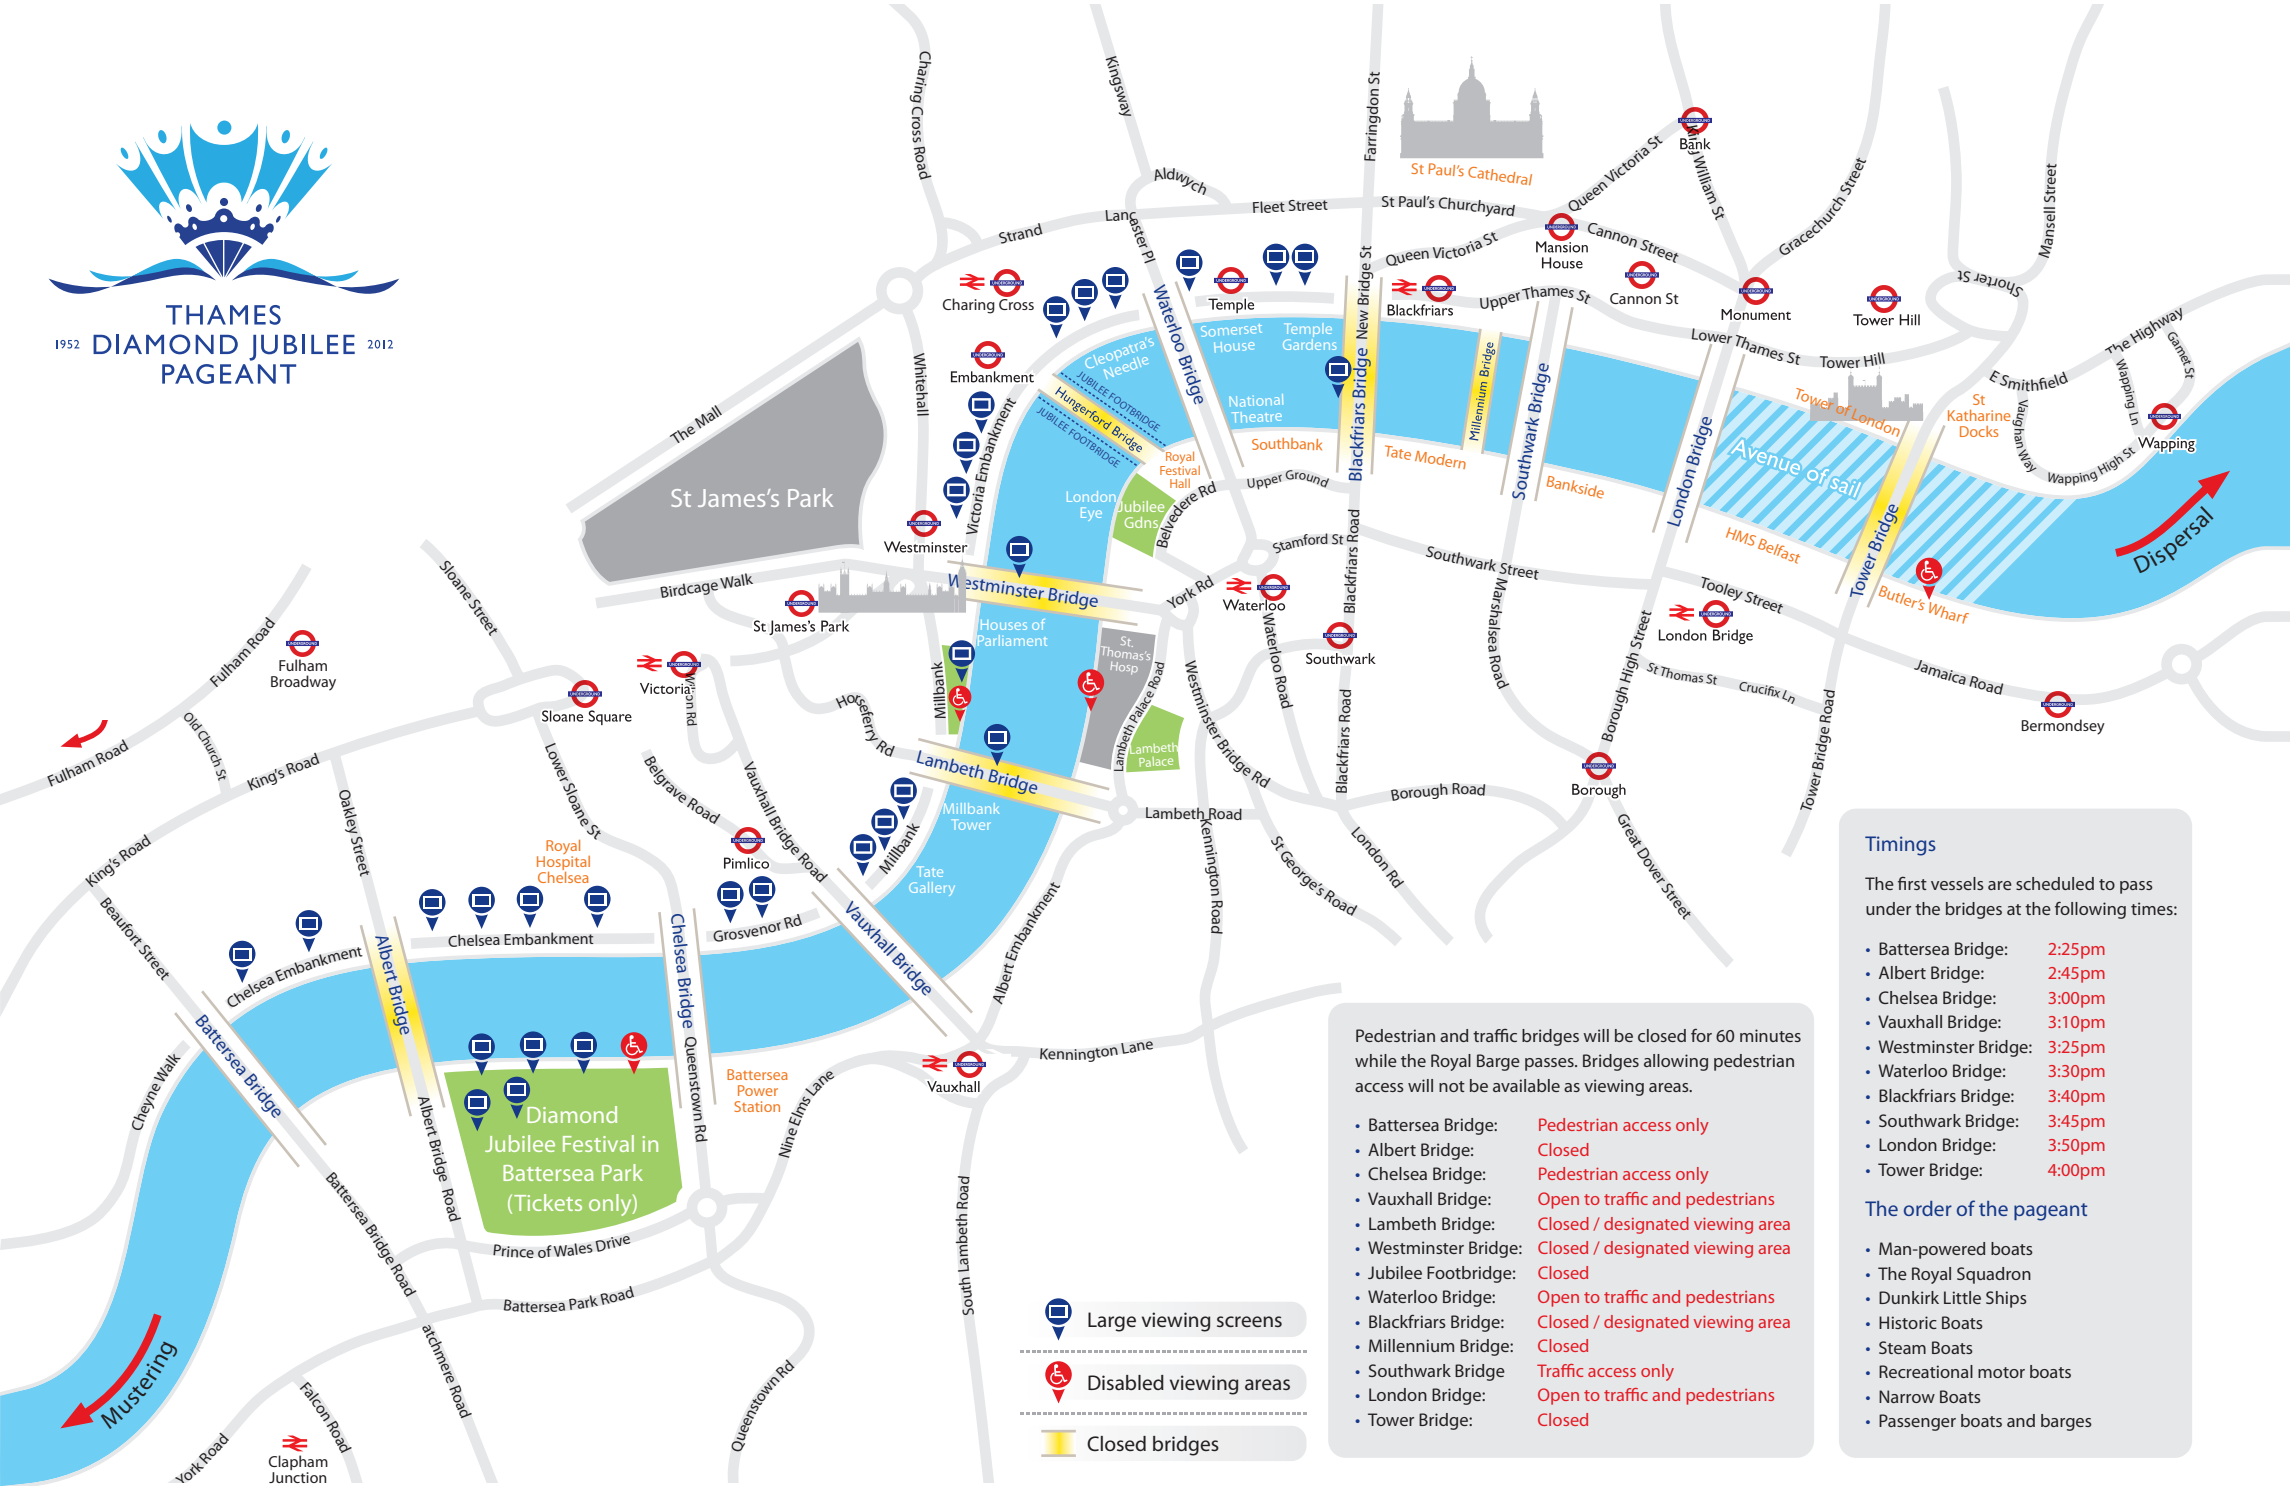 THAMES
1952 DIAMOND JUBILEE 2012
PAGEANT
Charing Cross Road
Kingsway
Farringdon St
St Paul's Cathedral
Bank
King William St
Queen Victoria St
Gracechurch Street
Mansell Street
Shorter St
Aldwych
Lancaster Pl
Strand
Fleet Street
St Paul's Churchyard
Queen Victoria St
Mansion
House
Cannon Street
Cannon St
Monument
Tower Hill
Charing Cross
Temple
Blackfriars
New Bridge St
Upper Thames St
Lower Thames St
Tower Hill
The Highway
Garnet St
Wapping Ln
Wapping
Wapping High St
Vaughan Way
E Smithfield
St
Katharine
Docks
Tower of London
Embankment
Whitehall
The Mall
Victoria Embankment
Cleopatra's
Needle
JUBILEE FOOTBRIDGE
Hungerford Bridge
JUBILEE FOOTBRIDGE
Waterloo Bridge
Somerset
House
Temple
Gardens
National
Theatre
Blackfriars Bridge
Millennium Bridge
Southwark Bridge
London Bridge
Avenue of sail
Tower Bridge
Dispersal
Southbank
Tate Modern
Bankside
HMS Belfast
Butler's Wharf
Royal
Festival
Hall
London
Eye
Jubilee
Gdns
Belvedere Rd
Upper Ground
Stamford St
Blackfriars Road
Southwark Street
Marshalsea Road
Tooley Street
London Bridge
St James's Park
Westminster
Birdcage Walk
St James's Park
Westminster Bridge
York Rd
Waterloo
Waterloo Road
Southwark
Blackfriars Road
Borough High Street
St Thomas St
Crucifix Ln
Tower Bridge Road
Jamaica Road
Bermondsey
Houses of
Parliament
St.
Thomas's
Hosp
Lambeth Palace Road
Lambeth
Palace
Westminster Bridge Rd
Millbank
Lambeth Bridge
Horseferry Rd
Sloane Street
Fulham Road
Fulham
Broadway
Victoria
Wilton Rd
Sloane Square
Old Church St
Fulham Road
King's Road
Lower Sloane St
Belgrave Road
Vauxhall Bridge Road
Oakley Street
Pimlico
Royal
Hospital
Chelsea
Millbank
Millbank
Tower
Tate
Gallery
Lambeth Road
Kennington Road
St George's Road
London Rd
Borough Road
Borough
Great Dover Street
King's Road
Beaufort Street
Chelsea Embankment
Chelsea Embankment
Grosvenor Rd
Albert Bridge
Chelsea Bridge
Vauxhall Bridge
Albert Embankment
Battersea Bridge
Cheyne Walk
Queenstown Rd
Battersea
Power
Station
Nine Elms Lane
Vauxhall
Kennington Lane
Albert Bridge Road
Diamond
Jubilee Festival in
Battersea Park
(Tickets only)
Prince of Wales Drive
Battersea Park Road
Battersea Bridge Road
South Lambeth Road
Queenstown Rd
Mustering
York Road
Falcon Road
Clapham
Junction
atchmere Road
Large viewing screens
Disabled viewing areas
Closed bridges
Pedestrian and traffic bridges will be closed for 60 minutes
while the Royal Barge passes. Bridges allowing pedestrian
access will not be available as viewing areas.
• Battersea Bridge: Pedestrian access only
• Albert Bridge: Closed
• Chelsea Bridge: Pedestrian access only
• Vauxhall Bridge: Open to traffic and pedestrians
• Lambeth Bridge: Closed / designated viewing area
• Westminster Bridge: Closed / designated viewing area
• Jubilee Footbridge: Closed
• Waterloo Bridge: Open to traffic and pedestrians
• Blackfriars Bridge: Closed / designated viewing area
• Millennium Bridge: Closed
• Southwark Bridge Traffic access only
• London Bridge: Open to traffic and pedestrians
• Tower Bridge: Closed
Timings
The first vessels are scheduled to pass
under the bridges at the following times:
• Battersea Bridge: 2:25pm
• Albert Bridge: 2:45pm
• Chelsea Bridge: 3:00pm
• Vauxhall Bridge: 3:10pm
• Westminster Bridge: 3:25pm
• Waterloo Bridge: 3:30pm
• Blackfriars Bridge: 3:40pm
• Southwark Bridge: 3:45pm
• London Bridge: 3:50pm
• Tower Bridge: 4:00pm
The order of the pageant
• Man-powered boats
• The Royal Squadron
• Dunkirk Little Ships
• Historic Boats
• Steam Boats
• Recreational motor boats
• Narrow Boats
• Passenger boats and barges